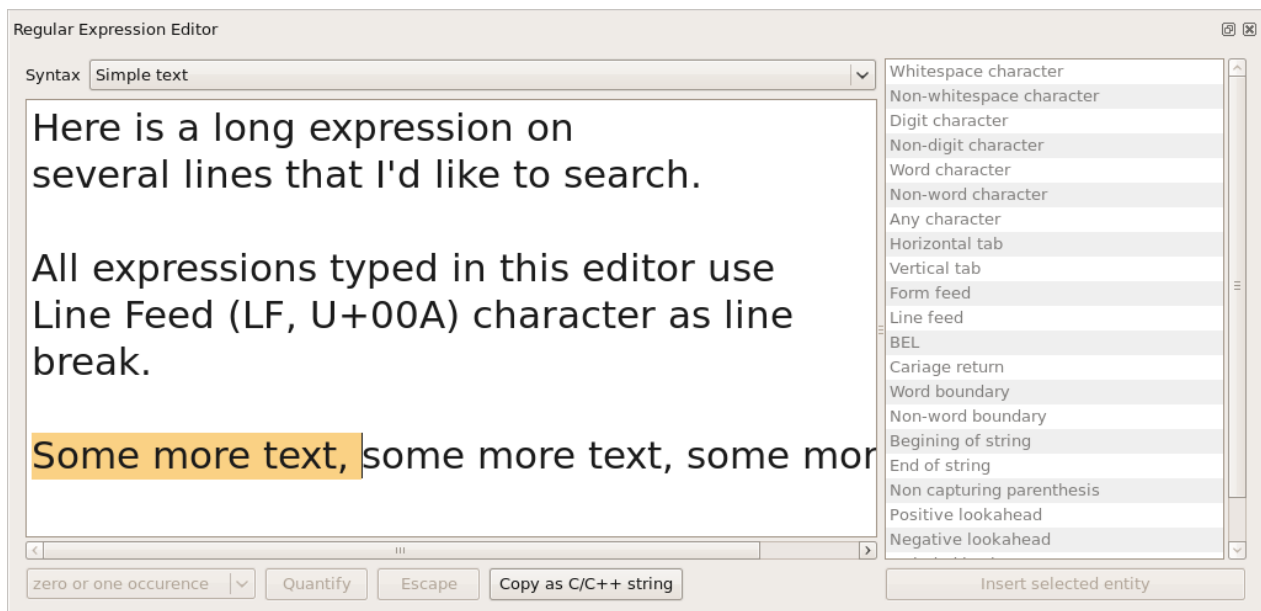 Regular Expression Editor
Syntax Simple text
Here is a long expression on
several lines that I'd like to search.
All expressions typed in this editor use
Line Feed (LF, U+00A) character as line
break.
Some more text, some more text, some mor
zero or one occurence
Quantify
Escape
Copy as C/C++ string
Whitespace character
Non-whitespace character
Digit character
Non-digit character
Word character
Non-word character
Any character
Horizontal tab
Vertical tab
Form feed
Line feed
BEL
Cariage return
Word boundary
Non-word boundary
Begining of string
End of string
Non capturing parenthesis
Positive lookahead
Negative lookahead
Insert selected entity